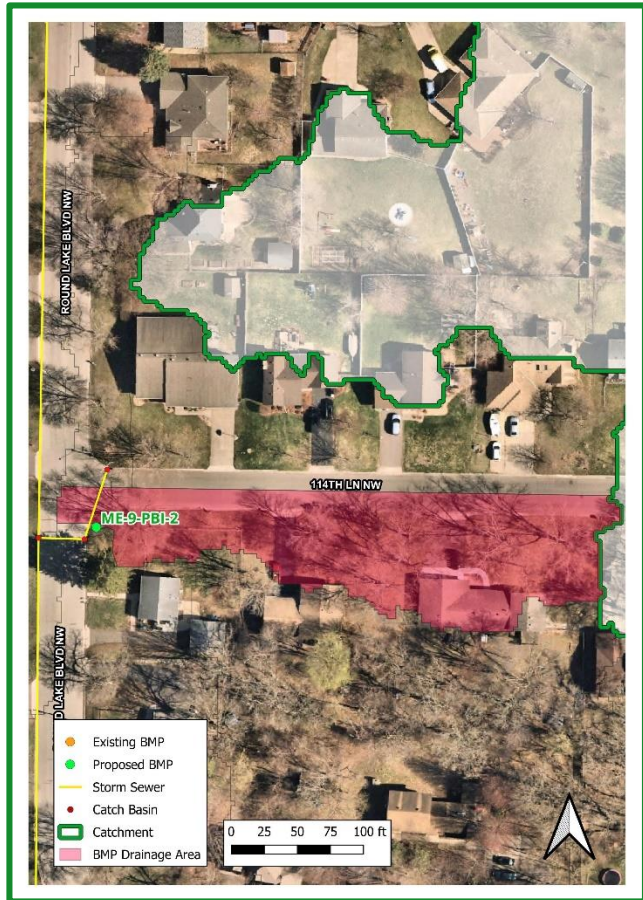 ROUND LAKE BLVD NW
114TH LN NW
ME-9-PBI-2
D LAKE BLVD NW
Existing BMP
Proposed BMP
Storm Sewer
Catch Basin
Catchment
BMP Drainage Area
0 25 50 75 100 ft